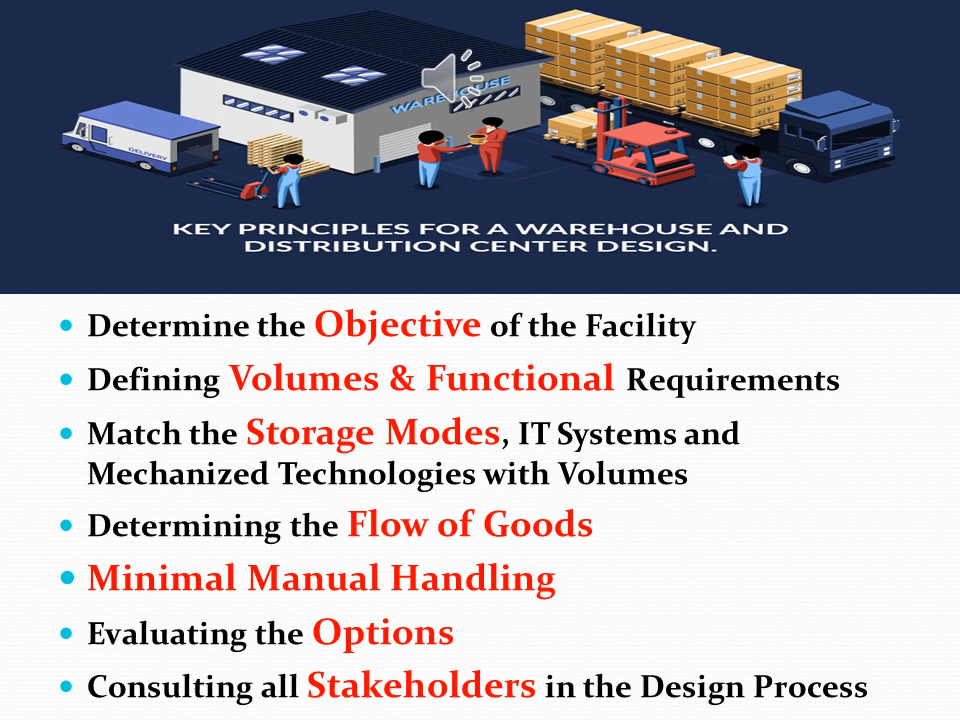 WAREHOUSE
DELIVERY
KEY PRINCIPLES FOR A WAREHOUSE AND
DISTRIBUTION CENTER DESIGN.
Determine the Objective of the Facility
Defining Volumes & Functional Requirements
Match the Storage Modes, IT Systems and
Mechanized Technologies with Volumes
Determining the Flow of Goods
Minimal Manual Handling
Evaluating the Options
Consulting all Stakeholders in the Design Process